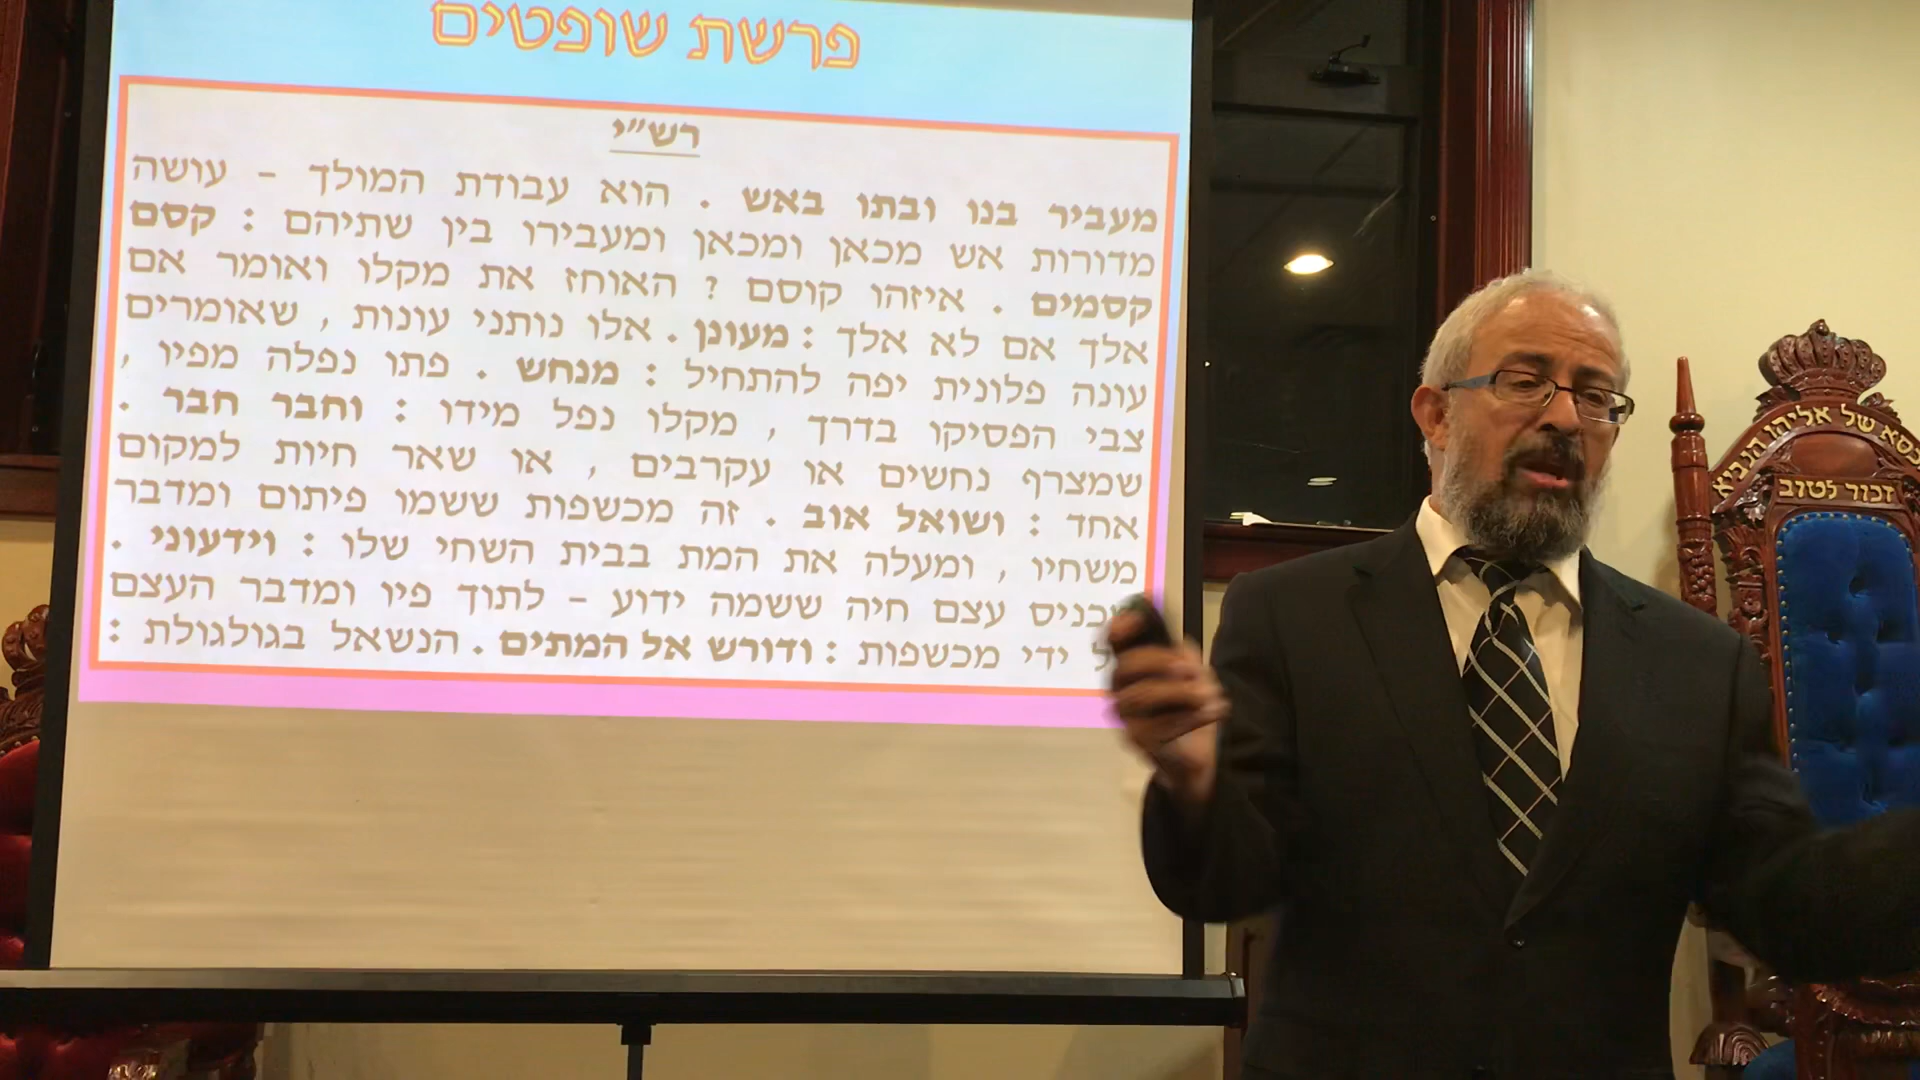 פרשת שופטים
רש״י
מעביר בנו ובתו באש . הוא עבודת המולך - עושה
מדורות אש מכאן ומכאן ומעבירו בין שתיהם : קסם
קסמים . איזהו קוסם ? האוחז את מקלו ואומר אם
אלך אם לא אלך : מעונן . אלו נותני עונות , שאומרים
עונה פלונית יפה להתחיל : מנחש . פתו נפלה מפיו ,
צבי הפסיקו בדרך , מקלו נפל מידו : וחבר חבר .
שמצרף נחשים או עקרבים , או שאר חיות למקום
אחד : ושואל אוב . זה מכשפות ששמו פיתום ומדבר
משחיו , ומעלה את המת בבית השחי שלו : וידעוני .
עצם חיה ששמה ידוע - לתוך פיו ומדבר העצם
ידי מכשפות : ודורש אל המתים . הנשאל בגולגולת :
כסא של אליהו הנביא
זכור לטוב